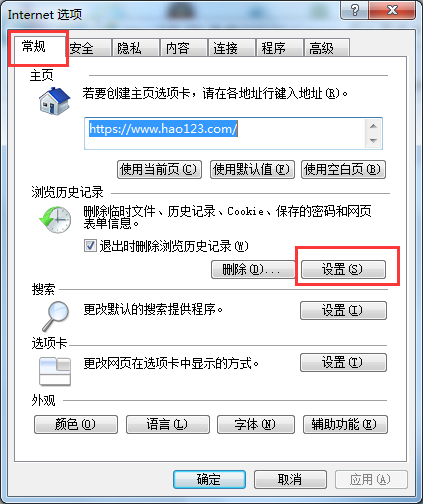 Internet 选项
常规 安全 隐私 内容 连接 程序 高级
主页
若要创建主页选项卡，请在各地址行键入地址(R)。
https://www.hao123.com/
使用当前页(C) 使用默认值(F) 使用空白页(B)
浏览历史记录
删除临时文件、历史记录、Cookie、保存的密码和网页
表单信息。
退出时删除浏览历史记录(W)
删除(D)... 设置(S)
搜索
更改默认的搜索提供程序。 设置(I)
选项卡
更改网页在选项卡中显示的方式。 设置(T)
外观
颜色(O) 语言(L) 字体(N) 辅助功能(E)
确定 取消 应用(A)